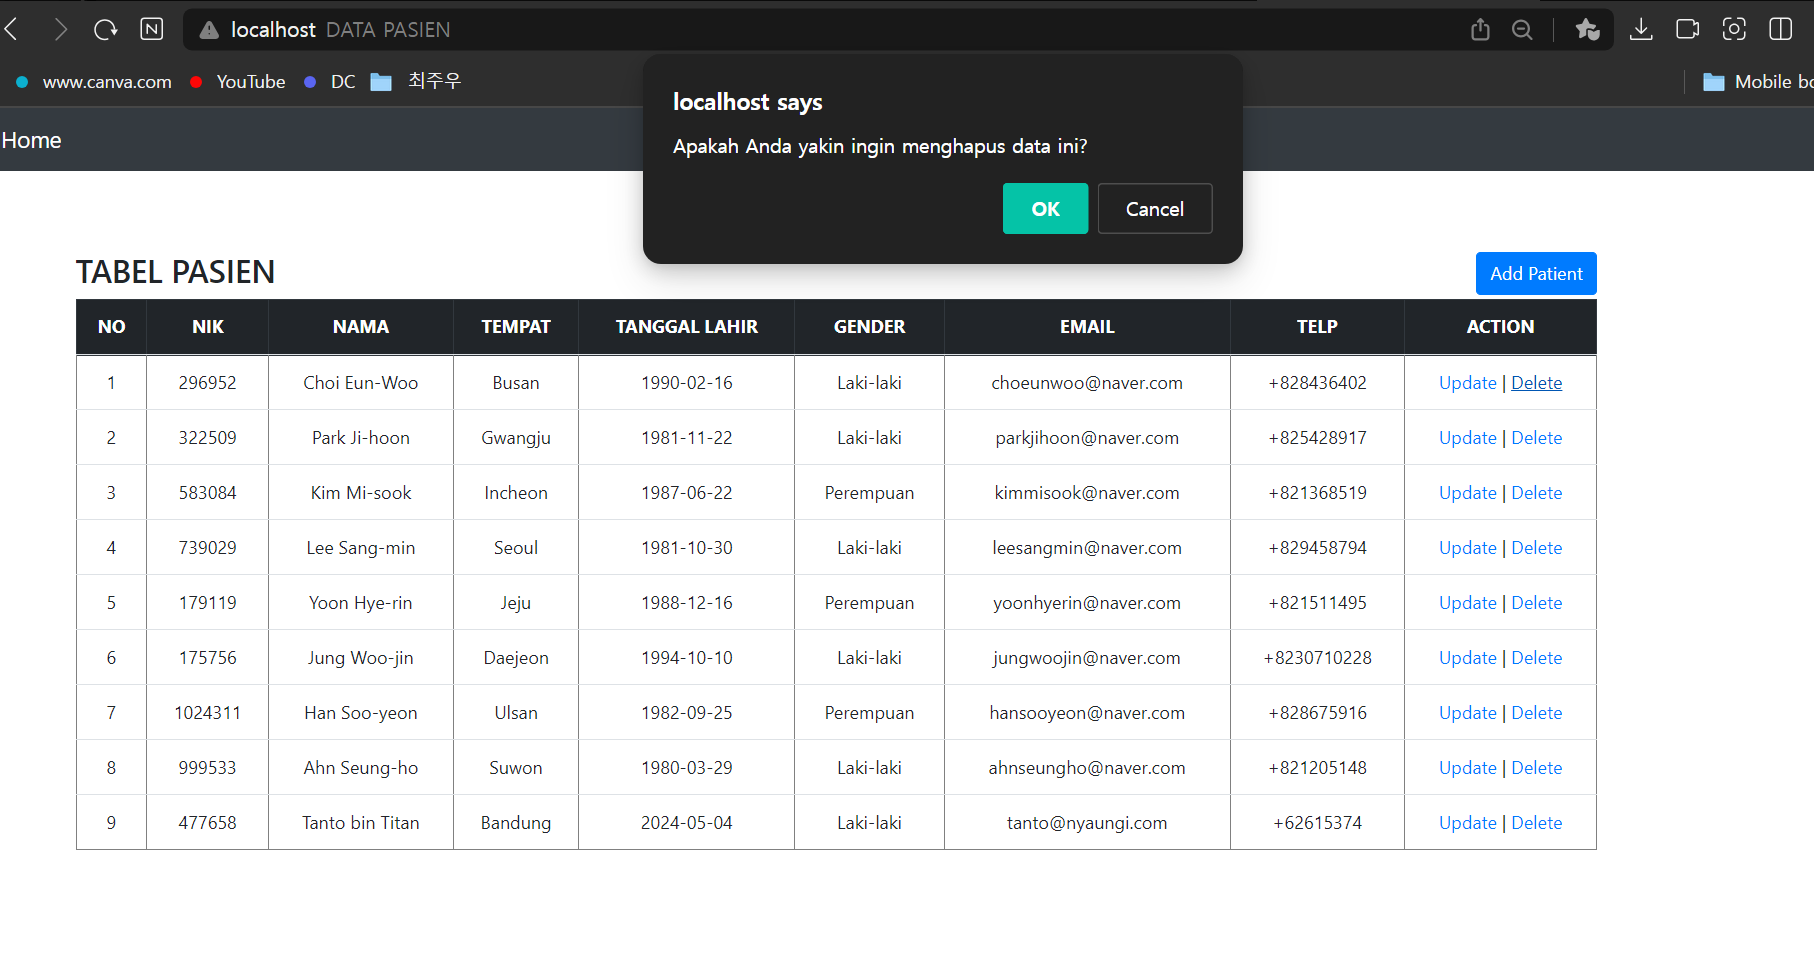 localhost DATA PASIEN
www.canva.com YouTube DC 최주우 Mobile bo
localhost says
Apakah Anda yakin ingin menghapus data ini?
OK Cancel
Home
TABEL PASIEN Add Patient
NO NIK NAMA TEMPAT TANGGAL LAHIR GENDER EMAIL TELP ACTION
1 296952 Choi Eun-Woo Busan 1990-02-16 Laki-laki choeunwoo@naver.com +828436402 Update | Delete
2 322509 Park Ji-hoon Gwangju 1981-11-22 Laki-laki parkjihoon@naver.com +825428917 Update | Delete
3 583084 Kim Mi-sook Incheon 1987-06-22 Perempuan kimmisook@naver.com +821368519 Update | Delete
4 739029 Lee Sang-min Seoul 1981-10-30 Laki-laki leesangmin@naver.com +829458794 Update | Delete
5 179119 Yoon Hye-rin Jeju 1988-12-16 Perempuan yoonhyerin@naver.com +821511495 Update | Delete
6 175756 Jung Woo-jin Daejeon 1994-10-10 Laki-laki jungwoojin@naver.com +8230710228 Update | Delete
7 1024311 Han Soo-yeon Ulsan 1982-09-25 Perempuan hansooyeon@naver.com +828675916 Update | Delete
8 999533 Ahn Seung-ho Suwon 1980-03-29 Laki-laki ahnseungho@naver.com +821205148 Update | Delete
9 477658 Tanto bin Titan Bandung 2024-05-04 Laki-laki tanto@nyaungi.com +62615374 Update | Delete